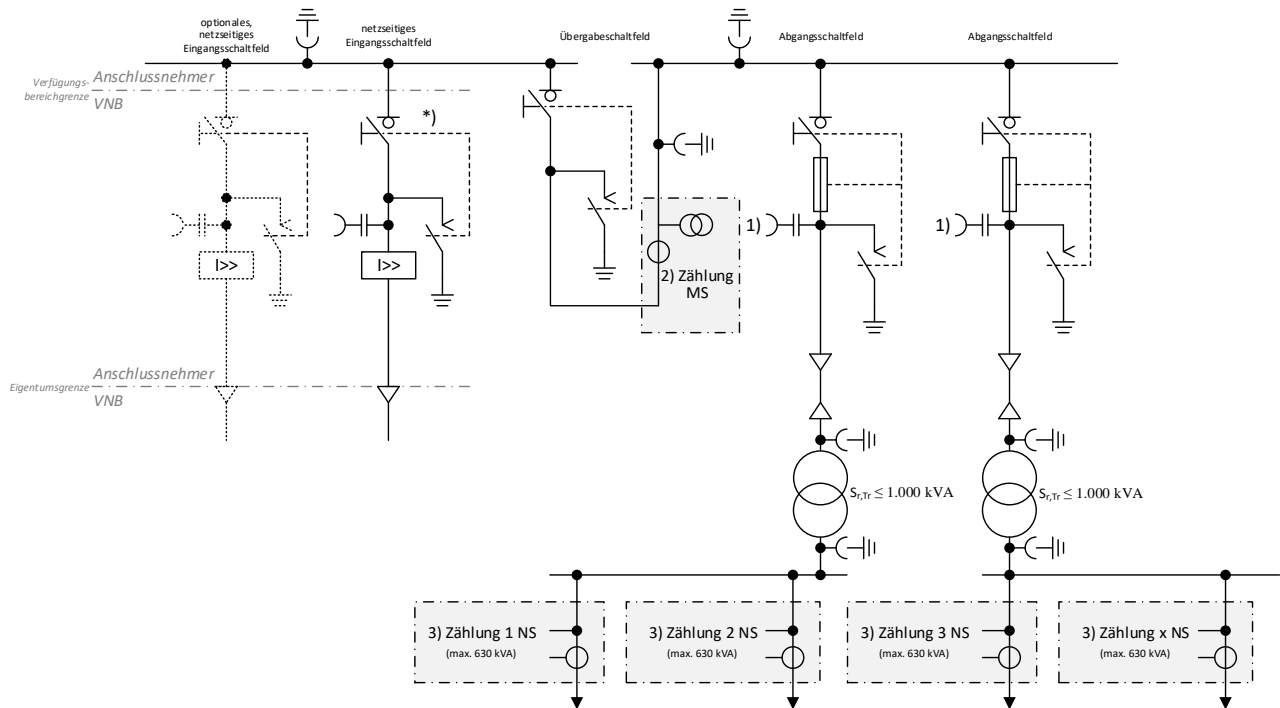 optionales,
netzseitiges
Eingangsschaltfeld
netzseitiges
Eingangsschaltfeld
Übergabeschaltfeld
Abgangsschaltfeld
Abgangsschaltfeld
Verfügungs-
bereichgrenze
Anschlussnehmer
VNB
*)
1)
1)
I>>
I>>
2) Zählung
MS
Eigentumsgrenze
Anschlussnehmer
VNB
Sr,Tr ≤ 1.000 kVA
Sr,Tr ≤ 1.000 kVA
3) Zählung 1 NS
(max. 630 kVA)
3) Zählung 2 NS
(max. 630 kVA)
3) Zählung 3 NS
(max. 630 kVA)
3) Zählung x NS
(max. 630 kVA)